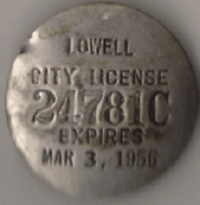 LOWELL
CITY LICENSE
24781C
EXPIRES
MAR 3, 1956